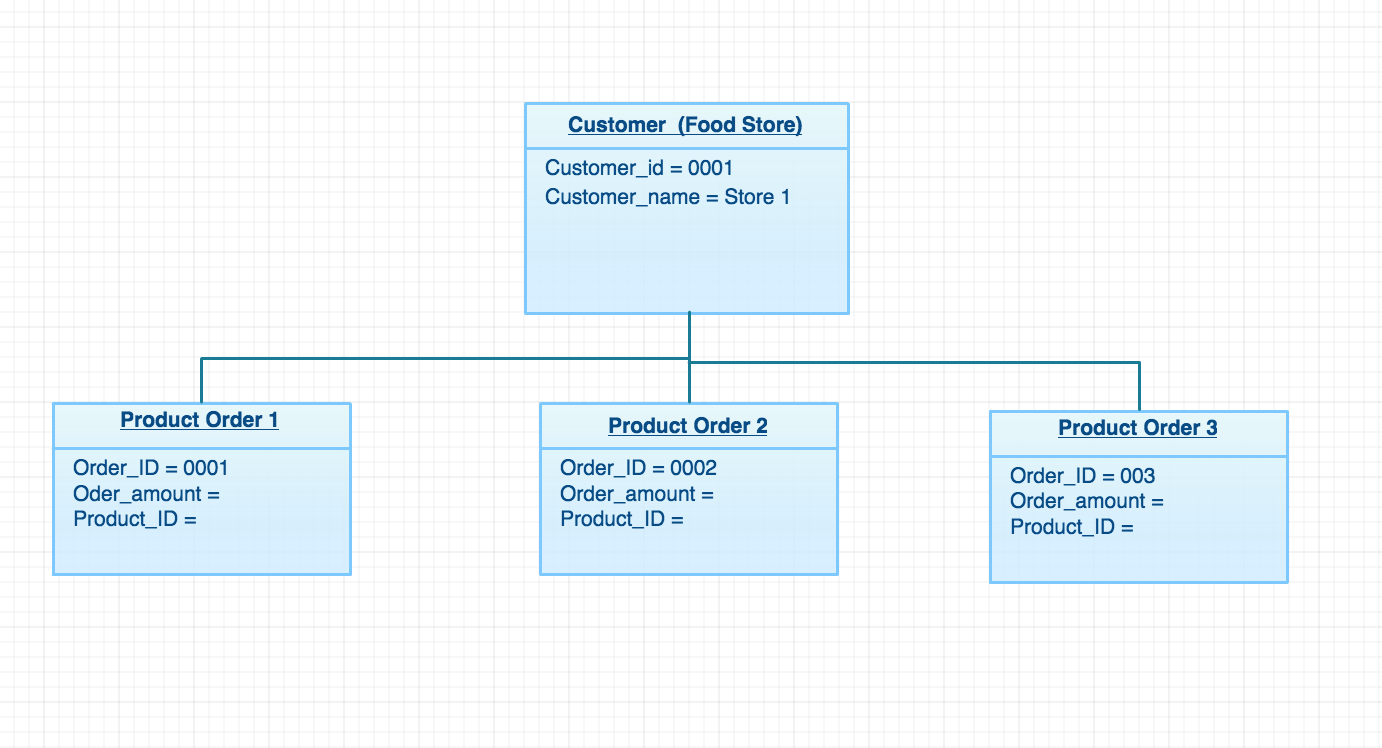 Customer  (Food Store)
Customer_id = 0001
Customer_name = Store 1
Product Order 1
Order_ID = 0001
Oder_amount =
Product_ID =
Product Order 2
Order_ID = 0002
Order_amount =
Product_ID =
Product Order 3
Order_ID = 003
Order_amount =
Product_ID =